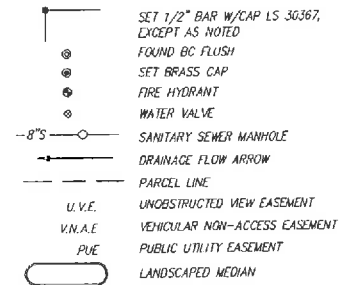 SET 1/2" BAR W/CAP LS 30367,
EXCEPT AS NOTED
FOUND BC FLUSH
SET BRASS CAP
FIRE HYDRANT
WATER VALVE
8"S SANITARY SEWER MANHOLE
DRAINAGE FLOW ARROW
PARCEL LINE
U.V.E. UNOBSTRUCTED VIEW EASEMENT
V.N.A.E VEHICULAR NON-ACCESS EASEMENT
PUE PUBLIC UTILITY EASEMENT
LANDSCAPED MEDIAN